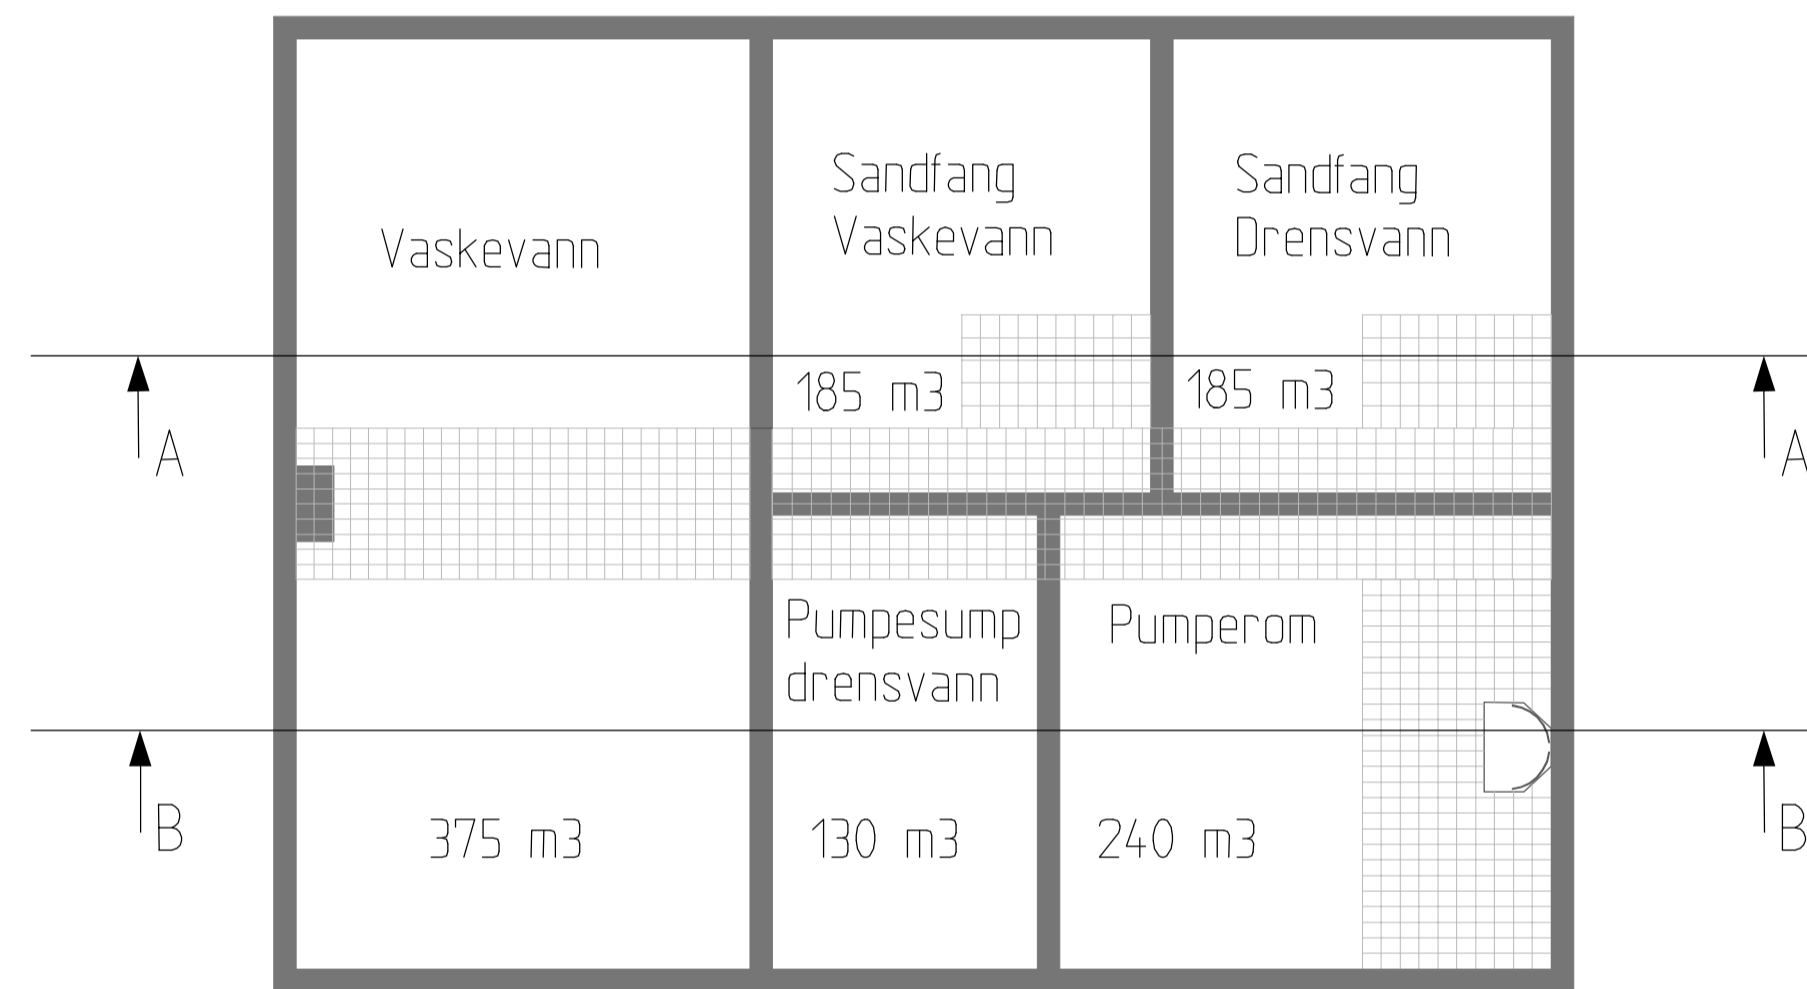 Vaskevann
Sandfang
Vaskevann
Sandfang
Drensvann
185 m3
185 m3
A
A
Pumpesump
drensvann
Pumperom
B
B
375 m3
130 m3
240 m3